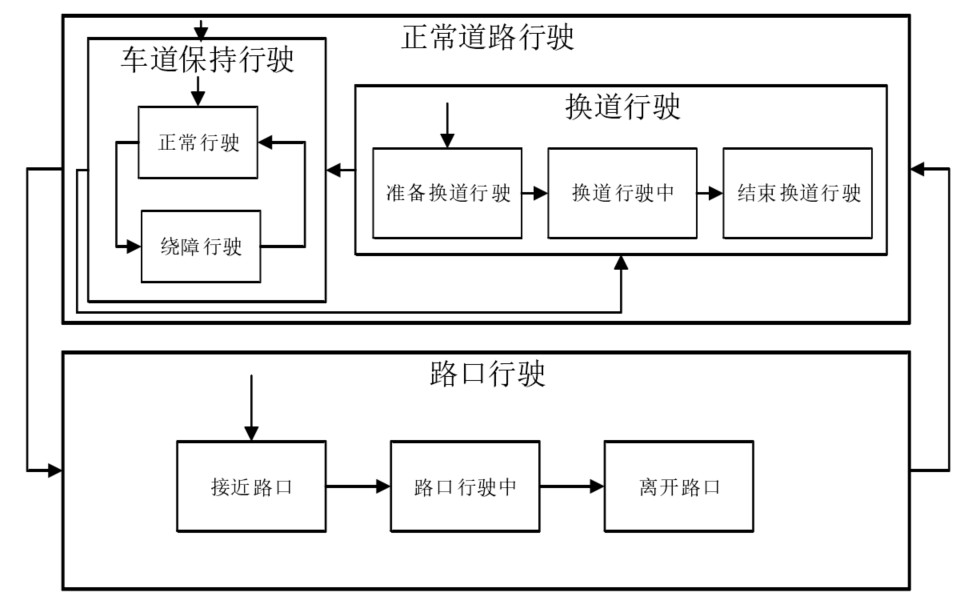 正常道路行驶
车道保持行驶
换道行驶
正常行驶
准备换道行驶
换道行驶中
结束换道行驶
绕障行驶
路口行驶
接近路口
路口行驶中
离开路口